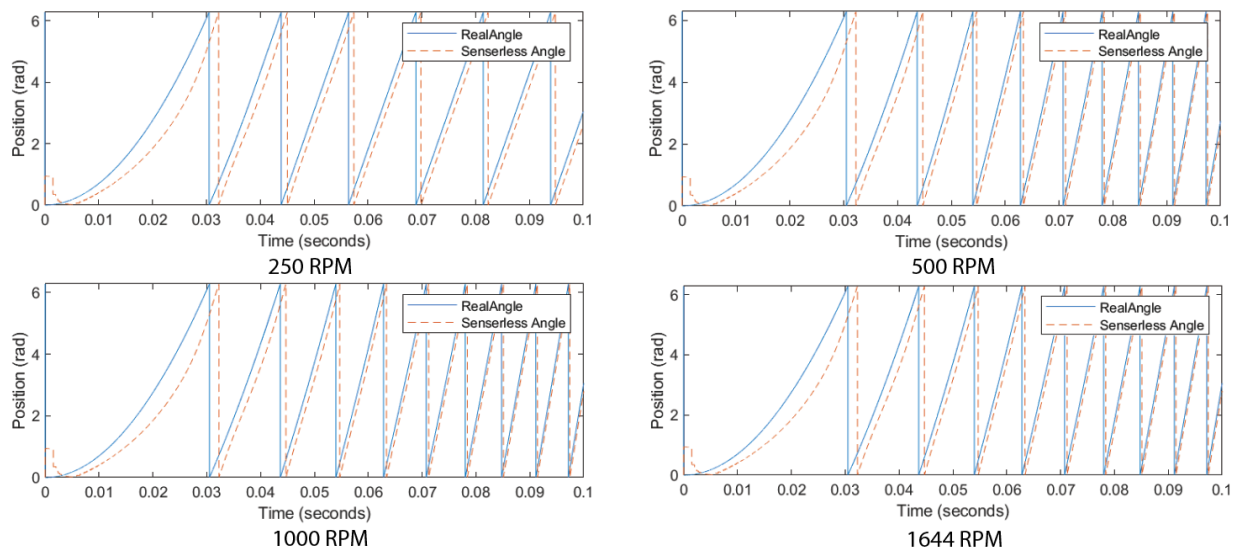 6
4
2
0
Position (rad)
RealAngle
Senserless Angle
0 0.01 0.02 0.03 0.04 0.05 0.06 0.07 0.08 0.09 0.1
Time (seconds)
250 RPM
6
4
2
0
Position (rad)
RealAngle
Senserless Angle
0 0.01 0.02 0.03 0.04 0.05 0.06 0.07 0.08 0.09 0.1
Time (seconds)
500 RPM
6
4
2
0
Position (rad)
RealAngle
Senserless Angle
0 0.01 0.02 0.03 0.04 0.05 0.06 0.07 0.08 0.09 0.1
Time (seconds)
1000 RPM
6
4
2
0
Position (rad)
RealAngle
Senserless Angle
0 0.01 0.02 0.03 0.04 0.05 0.06 0.07 0.08 0.09 0.1
Time (seconds)
1644 RPM